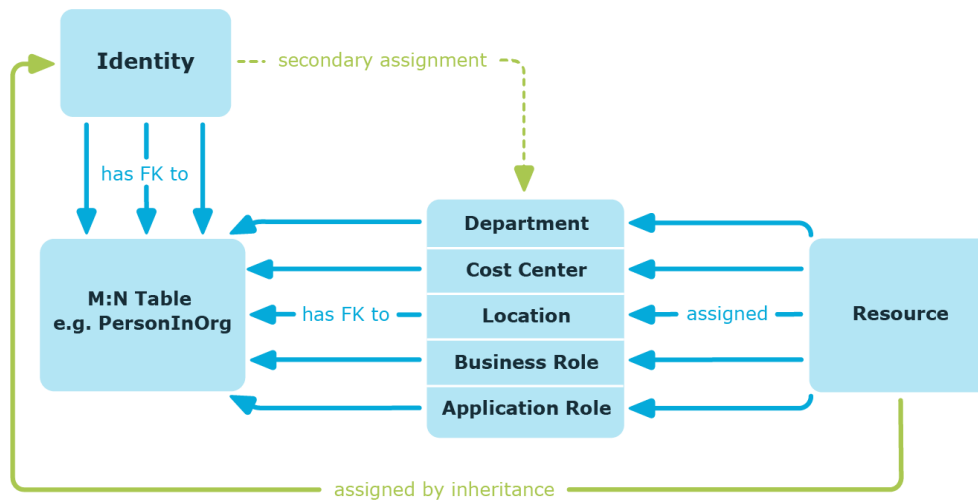 Identity
secondary assignment
has FK to
Department
Cost Center
M:N Table
e.g. PersonInOrg
has FK to
Location
assigned
Resource
Business Role
Application Role
assigned by inheritance